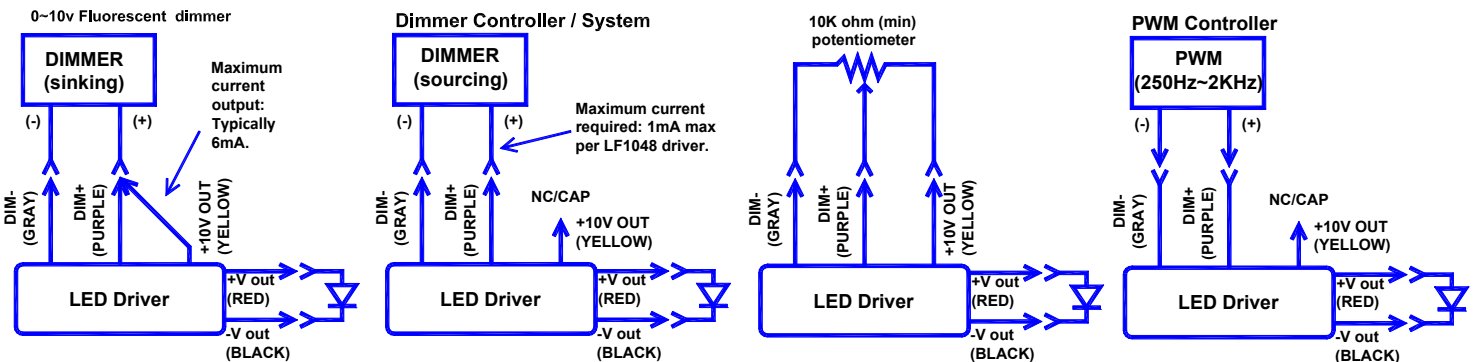 0~10v Fluorescent dimmer
DIMMER
(sinking)
Maximum
current
output:
Typically
6mA.
(-)
(+)
DIM-
(GRAY)
DIM+
(PURPLE)
+10V OUT
(YELLOW)
LED Driver
+V out
(RED)
-V out
(BLACK)
Dimmer Controller / System
DIMMER
(sourcing)
Maximum current
required: 1mA max
per LF1048 driver.
(-)
(+)
DIM-
(GRAY)
DIM+
(PURPLE)
NC/CAP
+10V OUT
(YELLOW)
LED Driver
+V out
(RED)
-V out
(BLACK)
10K ohm (min)
potentiometer
DIM-
(GRAY)
DIM+
(PURPLE)
+10V OUT
(YELLOW)
LED Driver
+V out
(RED)
-V out
(BLACK)
PWM Controller
PWM
(250Hz~2KHz)
(-)
(+)
DIM-
(GRAY)
DIM+
(PURPLE)
NC/CAP
+10V OUT
(YELLOW)
LED Driver
+V out
(RED)
-V out
(BLACK)